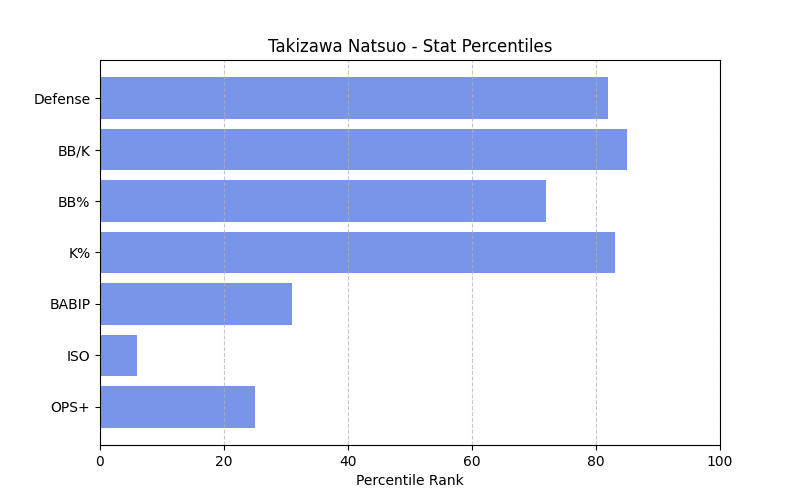 Takizawa Natsuo - Stat Percentiles
Defense
BB/K
BB%
K%
BABIP
ISO
OPS+
0 20 40 60 80 100
Percentile Rank